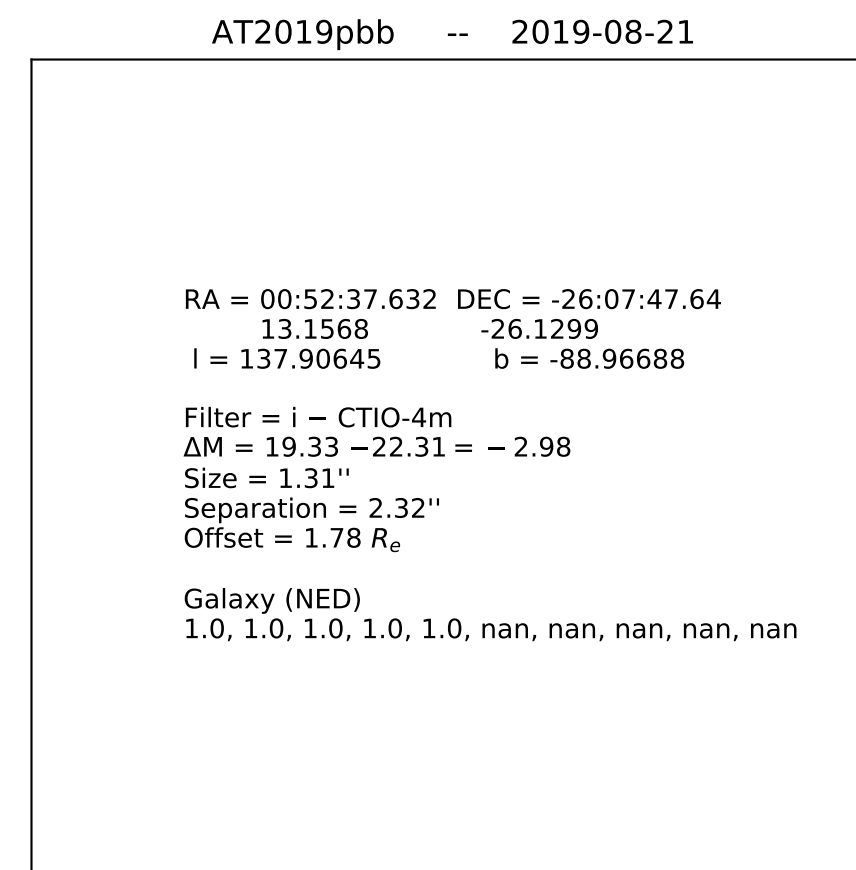 AT2019pbb -- 2019-08-21
RA = 00:52:37.632 DEC = -26:07:47.64
13.1568 -26.1299
l = 137.90645 b = -88.96688
Filter = i − CTIO-4m
ΔM = 19.33 −22.31 = − 2.98
Size = 1.31''
Separation = 2.32''
Offset = 1.78 Re
Galaxy (NED)
1.0, 1.0, 1.0, 1.0, 1.0, nan, nan, nan, nan, nan